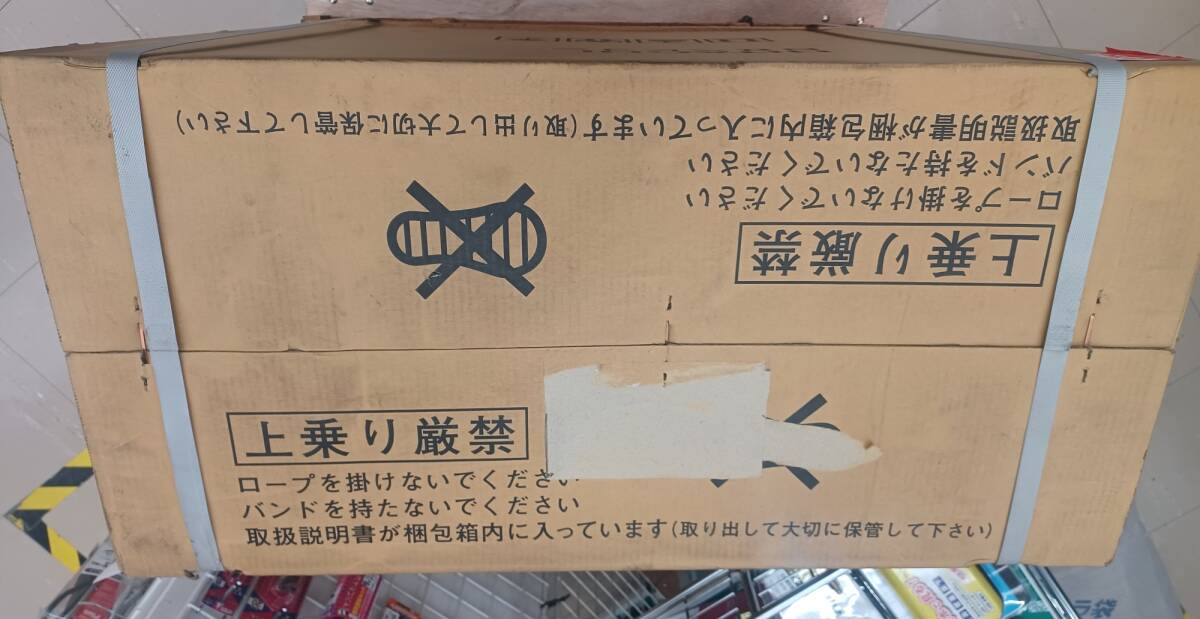 取扱説明書が梱包箱内に入っています(取り出して大切に保管して下さい)
バンドを持たないでください
ロープを掛けないでください
上乗り厳禁
上乗り厳禁
ロープを掛けないでください
バンドを持たないでください
取扱説明書が梱包箱内に入っています(取り出して大切に保管して下さい)
ラ袋